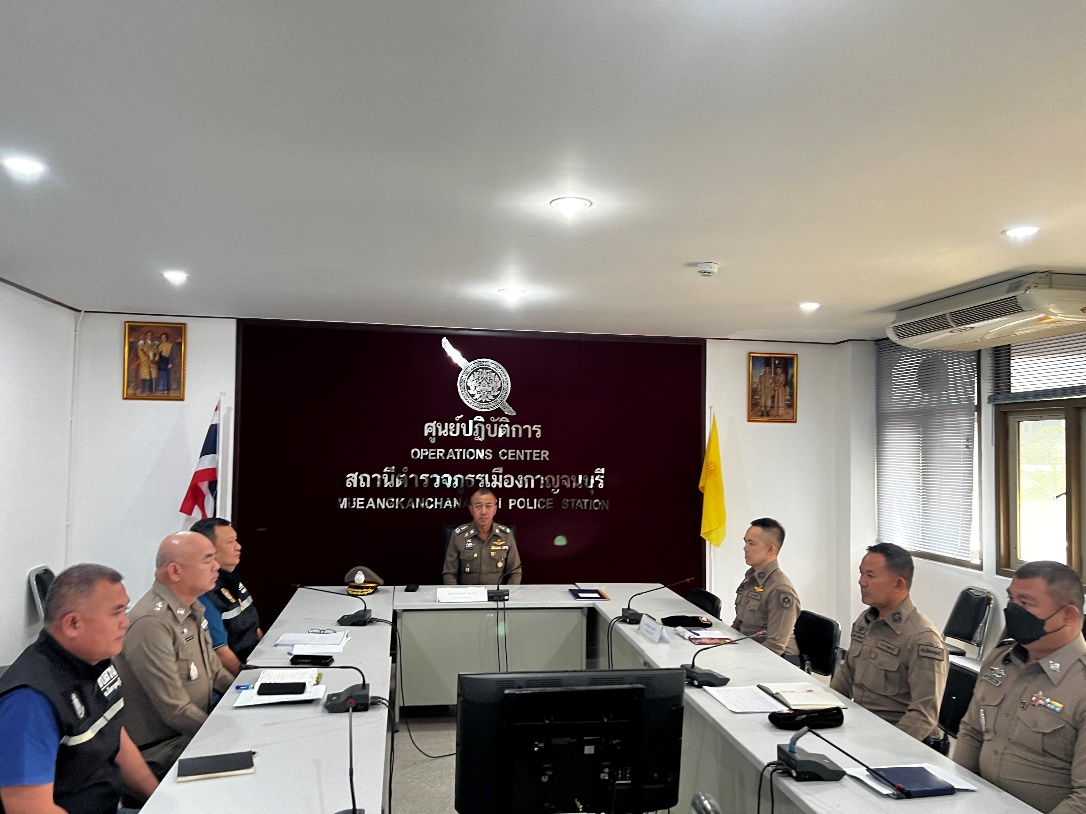 ศูนย์ปฏิบัติการ
OPERATIONS CENTER
สถานีตำรวจภูธรเมืองกาญจนบุรี
POLICE STATION